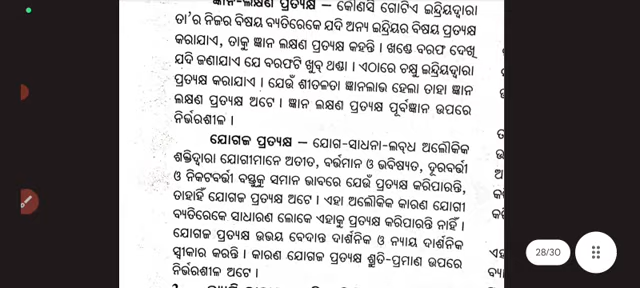 ଜ୍ଞାନ-ଲକ୍ଷଣ ପ୍ରତ୍ୟକ୍ଷ — କୌଣସି ଗୋଟିଏ ଇନ୍ଦ୍ରିୟଦ୍ୱାରା
ତା'ର ନିଜର ବିଷୟ ବ୍ୟତିରେକେ ଯଦି ଅନ୍ୟ ଇନ୍ଦ୍ରିୟର ବିଷୟ ପ୍ରତ୍ୟକ୍ଷ
କରାଯାଏ, ତାକୁ ଜ୍ଞାନ ଲକ୍ଷଣ ପ୍ରତ୍ୟକ୍ଷ କହନ୍ତି । ଖଣ୍ଡେ ବରଫ ଦେଖି
ଯଦି ଜଣାଯାଏ ଯେ ବରଫଟି ଖୁବ୍ ଥଣ୍ଡା । ଏଠାରେ ଚକ୍ଷୁ ଇନ୍ଦ୍ରିୟଦ୍ୱାରା
ପ୍ରତ୍ୟକ୍ଷ କରାଯାଏ । ଯେଉଁ ଶୀତଳତା ଜ୍ଞାନଲାଭ ହେଲା ତାହା ଜ୍ଞାନ
ଲକ୍ଷଣ ପ୍ରତ୍ୟକ୍ଷ ଅଟେ । ଜ୍ଞାନ ଲକ୍ଷଣ ପ୍ରତ୍ୟକ୍ଷ ପୂର୍ବଜ୍ଞାନ ଉପରେ
ନିର୍ଭରଶୀଳ ।
ଯୋଗଜ ପ୍ରତ୍ୟକ୍ଷ — ଯୋଗ-ସାଧନା-ଲବ୍ଧ ଅଲୌକିକ
ଶକ୍ତିଦ୍ୱାରା ଯୋଗୀମାନେ ଅତୀତ, ବର୍ତ୍ତମାନ ଓ ଭବିଷ୍ୟତ, ଦୂରବର୍ତ୍ତୀ
ଓ ନିକଟବର୍ତ୍ତୀ ବସ୍ତୁକୁ ସମାନ ଭାବରେ ଯେଉଁ ପ୍ରତ୍ୟକ୍ଷ କରିପାରନ୍ତି,
ତାହାହିଁ ଯୋଗଜ ପ୍ରତ୍ୟକ୍ଷ ଅଟେ । ଏହା ଅଲୌକିକ କାରଣ ଯୋଗୀ
ବ୍ୟତିରେକେ ସାଧାରଣ ଲୋକେ ଏହାକୁ ପ୍ରତ୍ୟକ୍ଷ କରିପାରନ୍ତି ନାହିଁ ।
ଯୋଗଜ ପ୍ରତ୍ୟକ୍ଷ ଉଭୟ ବେଦାନ୍ତ ଦାର୍ଶନିକ ଓ ନ୍ୟାୟ ଦାର୍ଶନିକ
ସ୍ୱୀକାର କରନ୍ତି । କାରଣ ଯୋଗଜ ପ୍ରତ୍ୟକ୍ଷ ଶ୍ରୁତି-ପ୍ରମାଣ ଉପରେ
ନିର୍ଭରଶୀଳ ଅଟେ ।
28/30